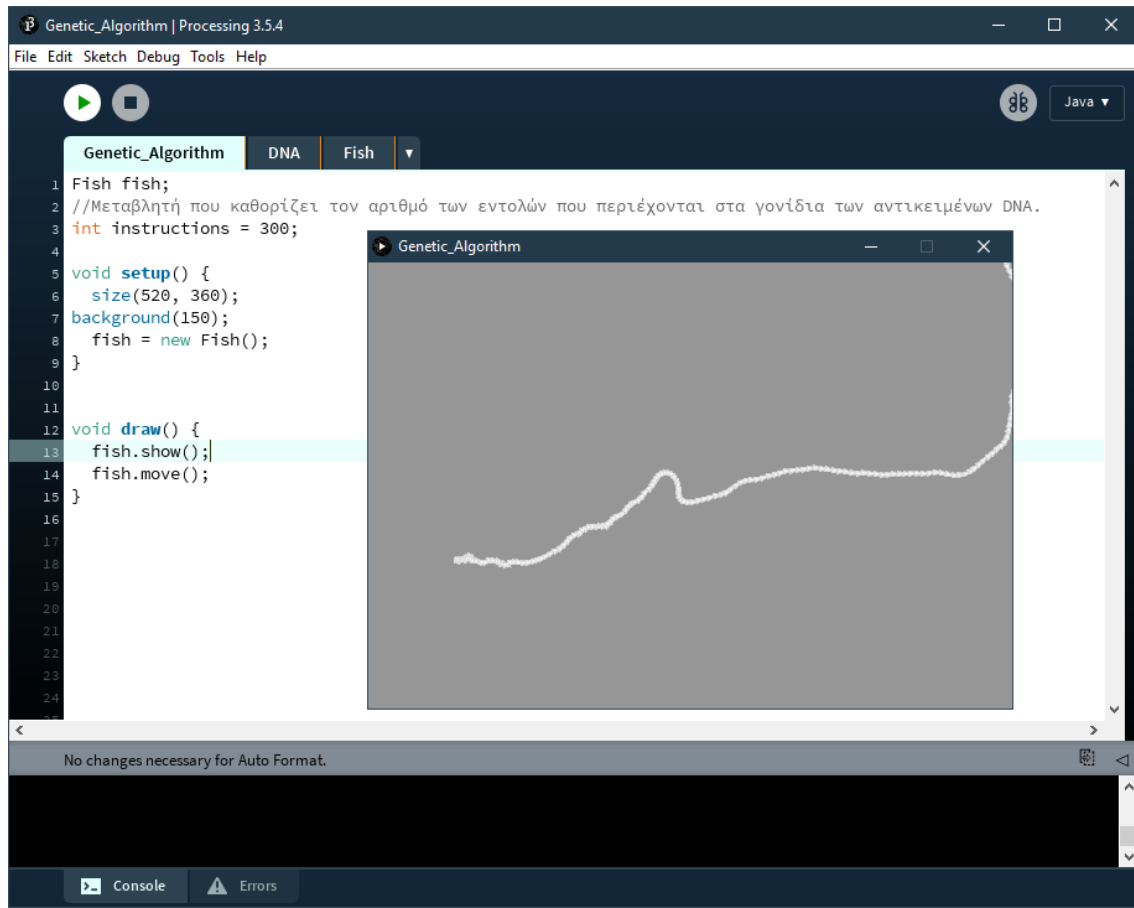 Genetic_Algorithm | Processing 3.5.4
File Edit Sketch Debug Tools Help
Java ▼
Genetic_Algorithm DNA Fish ▼
1 Fish fish;
2 //Μεταβλητή που καθορίζει τον αριθμό των εντολών που περιέχονται στα γονίδια των αντικειμένων DNA.
3 int instructions = 300;
Genetic_Algorithm
4
5 void setup() {
6 size(520, 360);
7 background(150);
8 fish = new Fish();
9 }
10
11
12 void draw() {
13 fish.show();
14 fish.move();
15 }
16
17
18
19
20
21
22
23
24
25
No changes necessary for Auto Format.
Console Errors